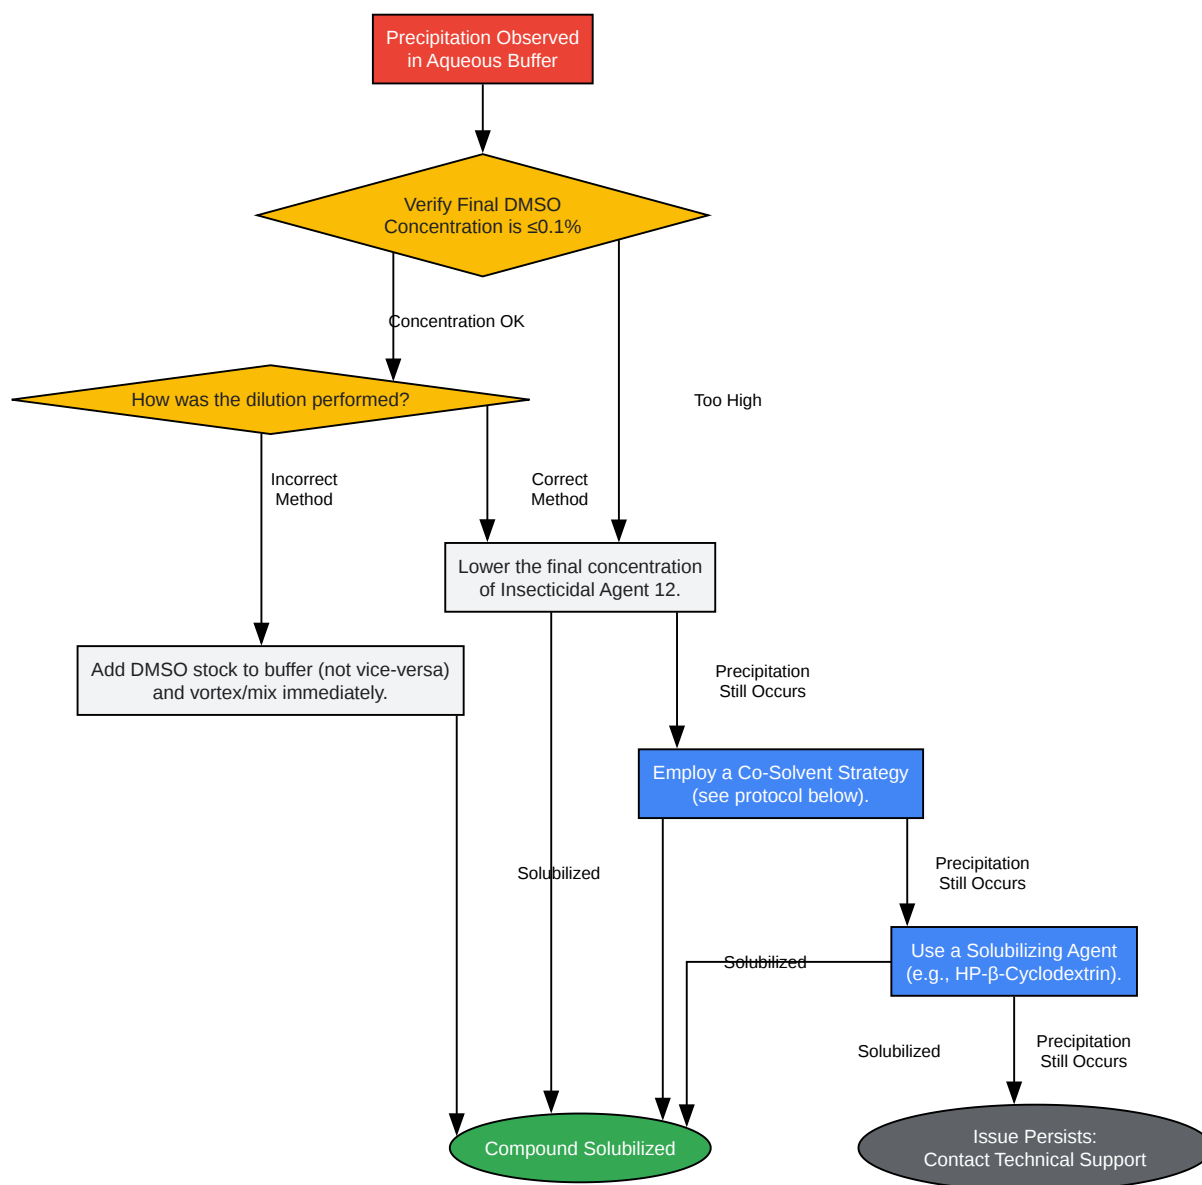 Precipitation Observed
in Aqueous Buffer
Verify Final DMSO
Concentration is ≤0.1%
Concentration OK
How was the dilution performed?
Too High
Incorrect
Method
Correct
Method
Lower the final concentration
of Insecticidal Agent 12.
Add DMSO stock to buffer (not vice-versa)
and vortex/mix immediately.
Precipitation
Still Occurs
Employ a Co-Solvent Strategy
(see protocol below).
Solubilized
Precipitation
Still Occurs
Use a Solubilizing Agent
(e.g., HP-β-Cyclodextrin).
Solubilized
Solubilized
Precipitation
Still Occurs
Compound Solubilized
Issue Persists:
Contact Technical Support